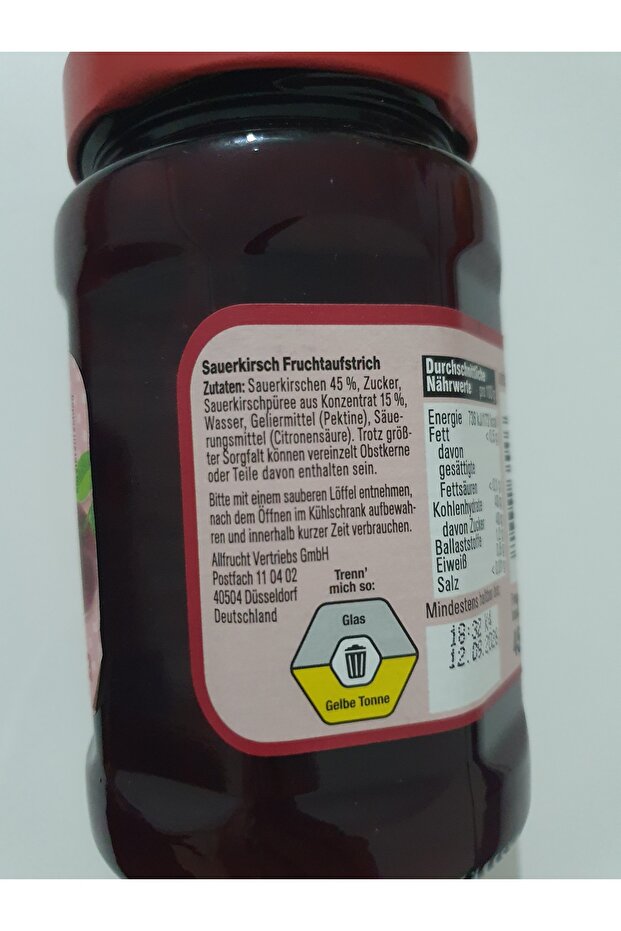 Sauerkirsch Fruchtaufstrich
Zutaten: Sauerkirschen 45 %, Zucker,
Sauerkirschpüree aus Konzentrat 15 %,
Wasser, Geliermittel (Pektine), Säue-
rungsmittel (Citronensäure). Trotz größ-
ter Sorgfalt können vereinzelt Obstkerne
oder Teile davon enthalten sein.
Bitte mit einem sauberen Löffel entnehmen,
nach dem Öffnen im Kühlschrank aufbewah-
ren und innerhalb kurzer Zeit verbrauchen.
Allfrucht Vertriebs GmbH
Postfach 11 04 02
40504 Düsseldorf
Deutschland
Trenn'
mich so:
Glas
Gelbe Tonne
Durchschnittliche
Nährwerte
Energie
Fett
davon
gesättigte
Fettsäuren
Kohlenhydrate
davon Zucker
Ballaststoffe
Eiweiß
Salz
Mindestens haltbar bis: